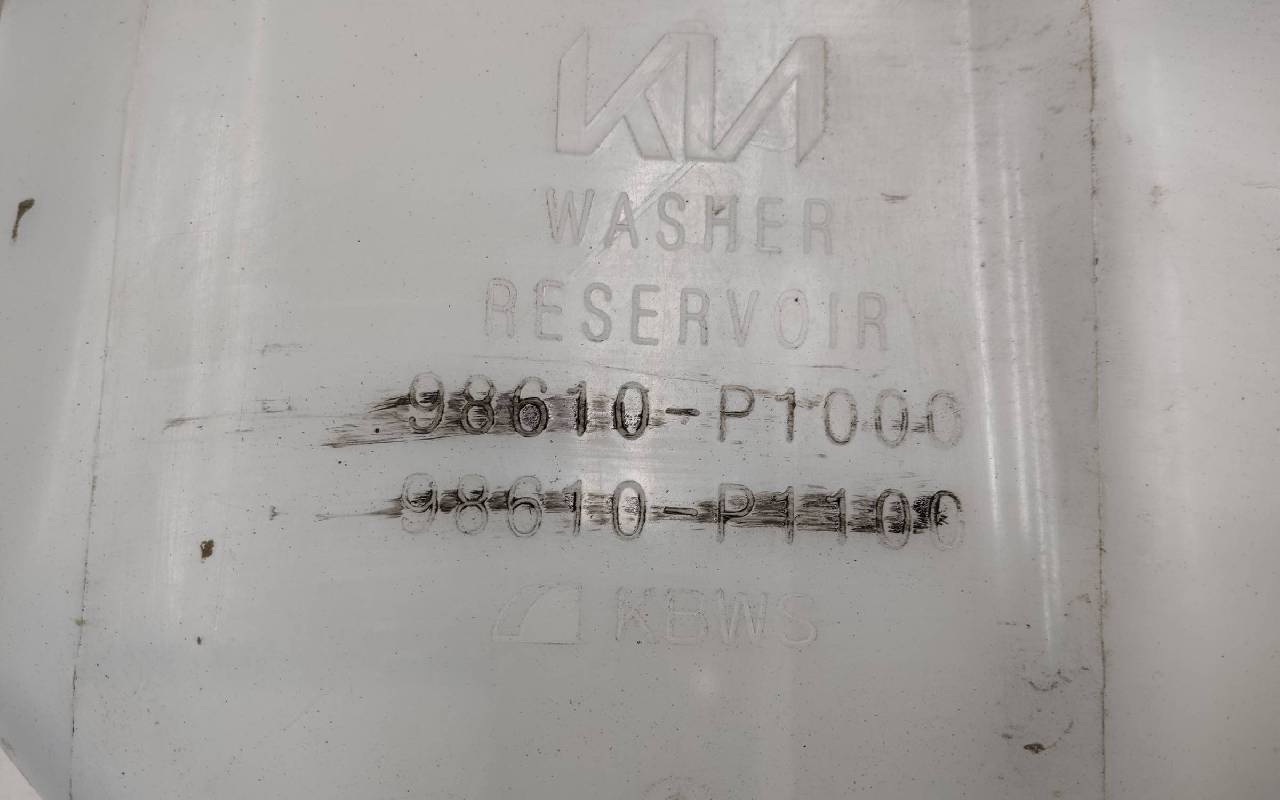 KIA
WASHER
RESERVOIR
98610-P1000
98610-P1100
KBWS